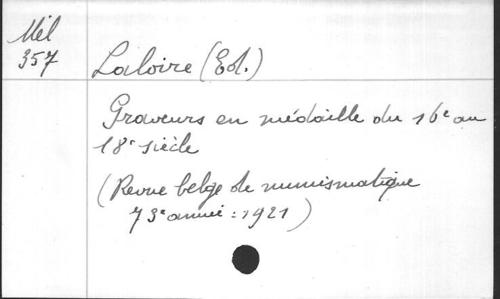 Mél
357
Laloire (Ed.)
Graveurs en médaille du 16e au
18e siècle
(Revue belge de numismatique
73e année : 1921)